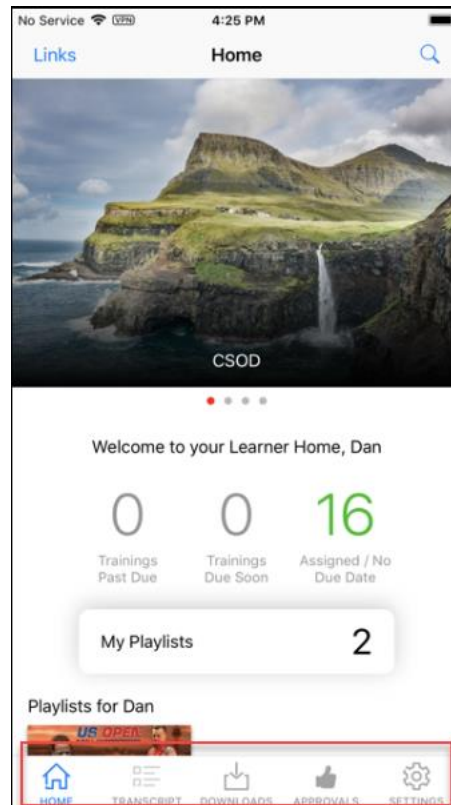 No Service VPN 4:25 PM
Links Home
CSOD
Welcome to your Learner Home, Dan
0 0 16
Trainings Past Due
Trainings Due Soon
Assigned / No Due Date
My Playlists 2
Playlists for Dan
US OPEN
HOME TRANSCRIPT DOWNLOADS APPROVALS SETTINGS